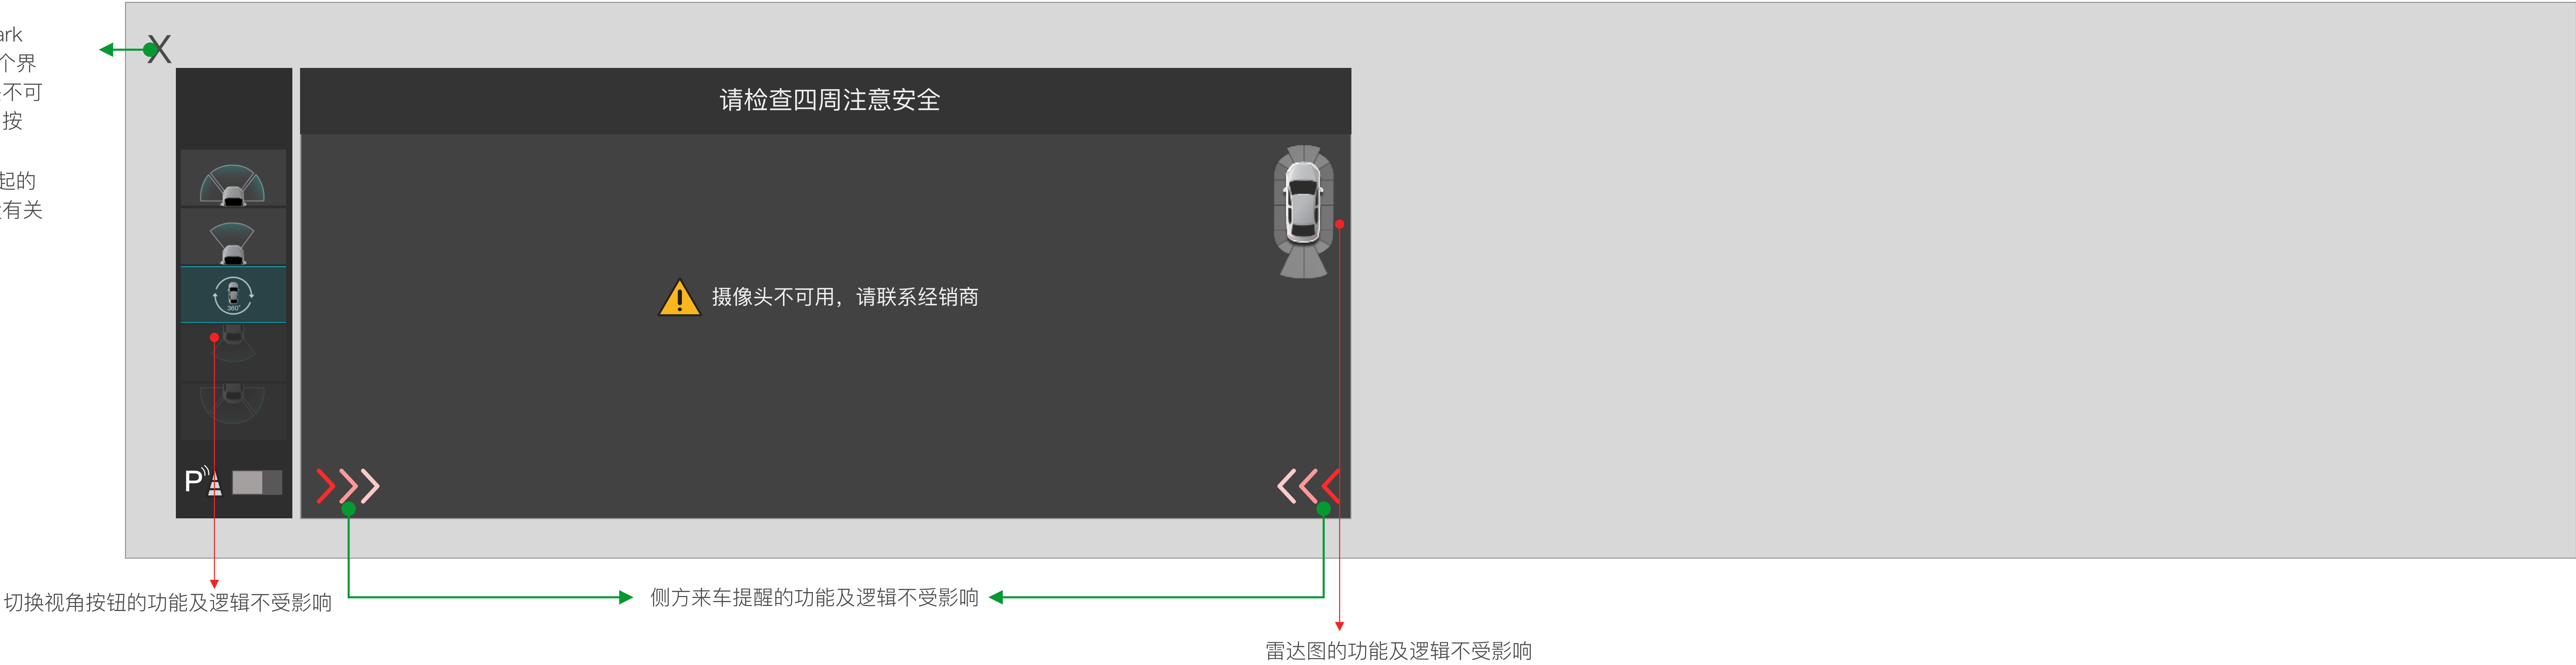 ark
个界
不可
按
起的
有关
X
请检查四周注意安全
360°
摄像头不可用，请联系经销商
P
切换视角按钮的功能及逻辑不受影响
侧方来车提醒的功能及逻辑不受影响
雷达图的功能及逻辑不受影响